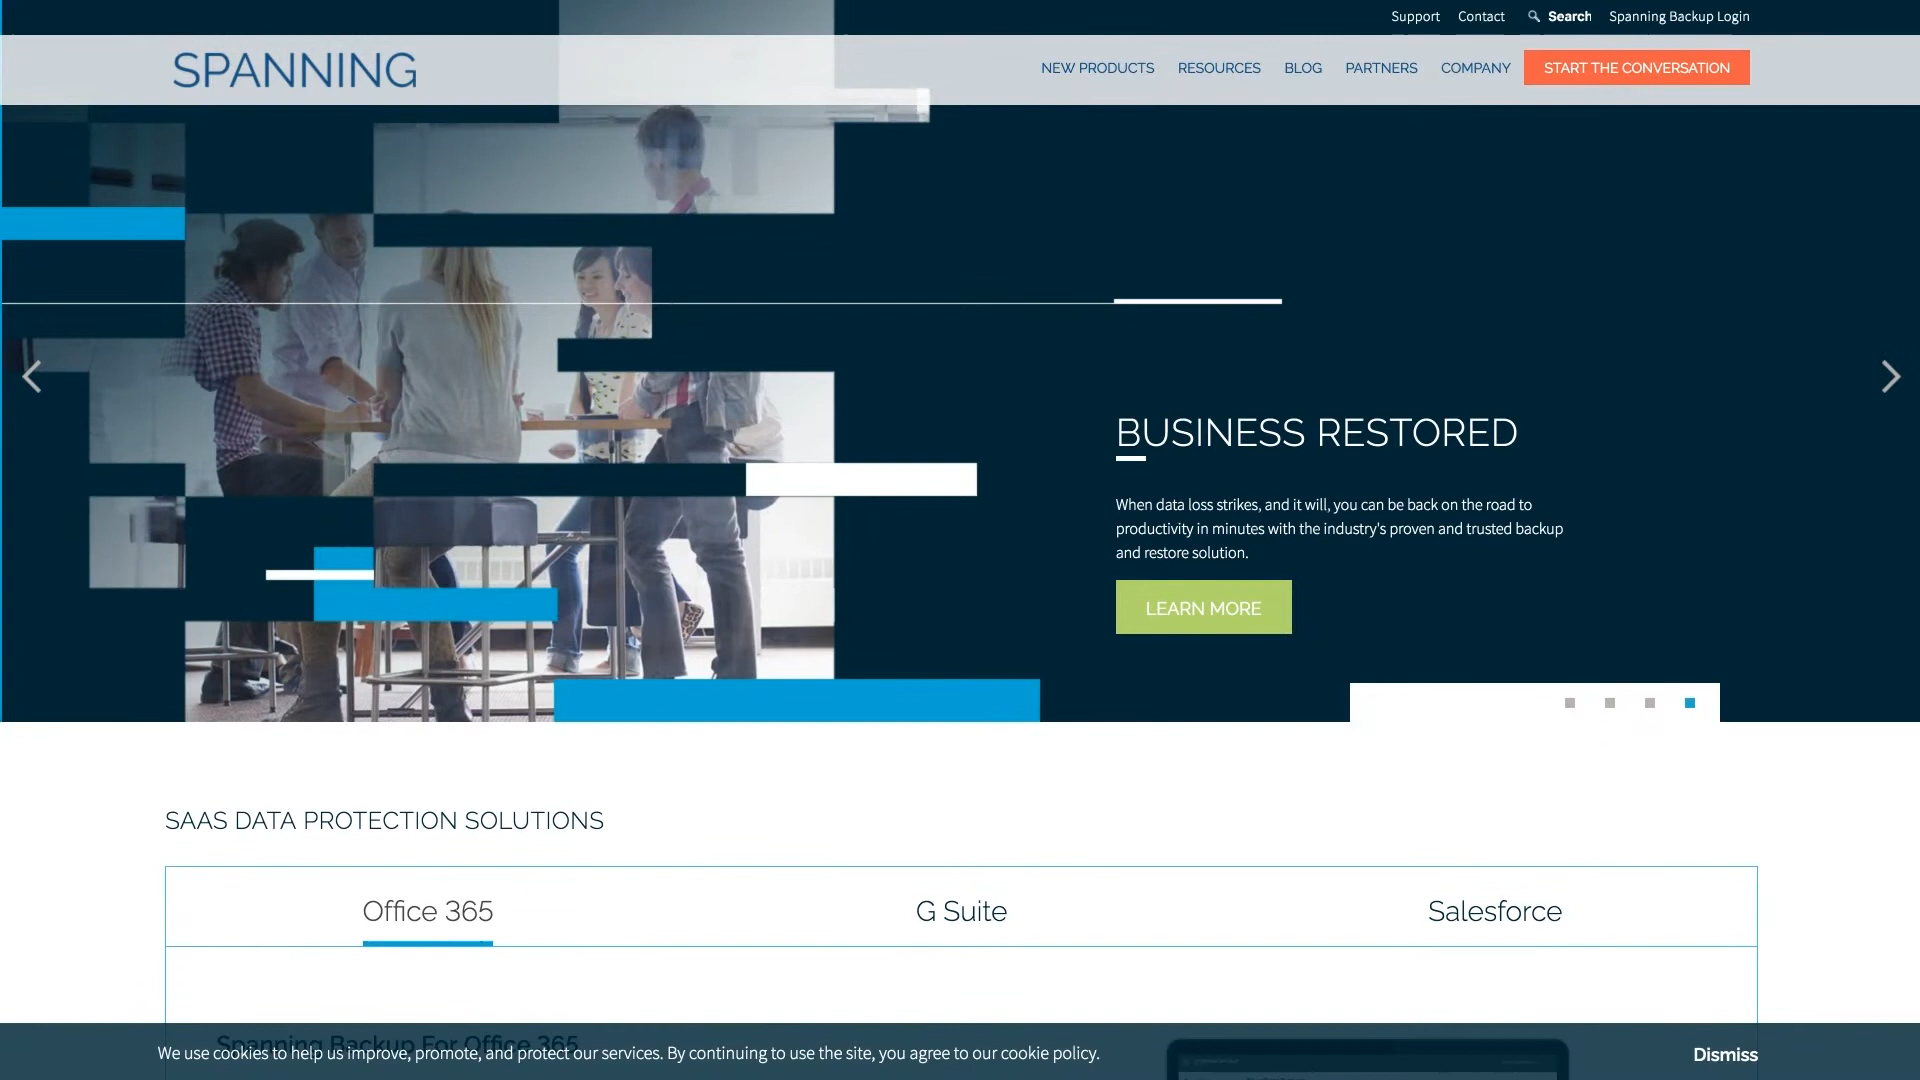 Support Contact Search Spanning Backup Login
SPANNING
NEW PRODUCTS RESOURCES BLOG PARTNERS COMPANY START THE CONVERSATION
BUSINESS RESTORED
When data loss strikes, and it will, you can be back on the road to
productivity in minutes with the industry's proven and trusted backup
and restore solution.
LEARN MORE
SAAS DATA PROTECTION SOLUTIONS
Office 365 G Suite Salesforce
Spanning Backup For Office 365
We use cookies to help us improve, promote, and protect our services. By continuing to use the site, you agree to our cookie policy.
Dismiss